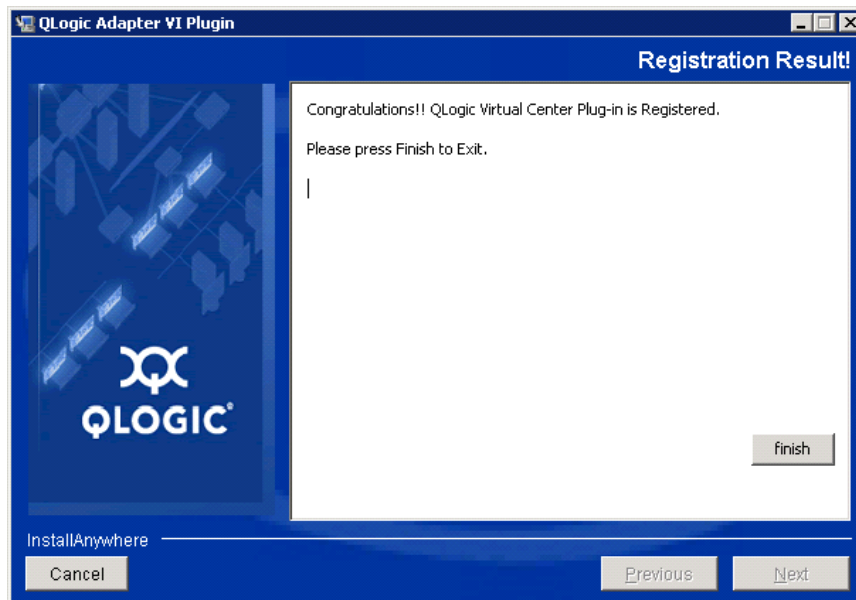 QLogic Adapter VI Plugin
Registration Result!
Congratulations!! QLogic Virtual Center Plug-in is Registered.
Please press Finish to Exit.
QLOGIC®
finish
InstallAnywhere
Cancel
Previous
Next